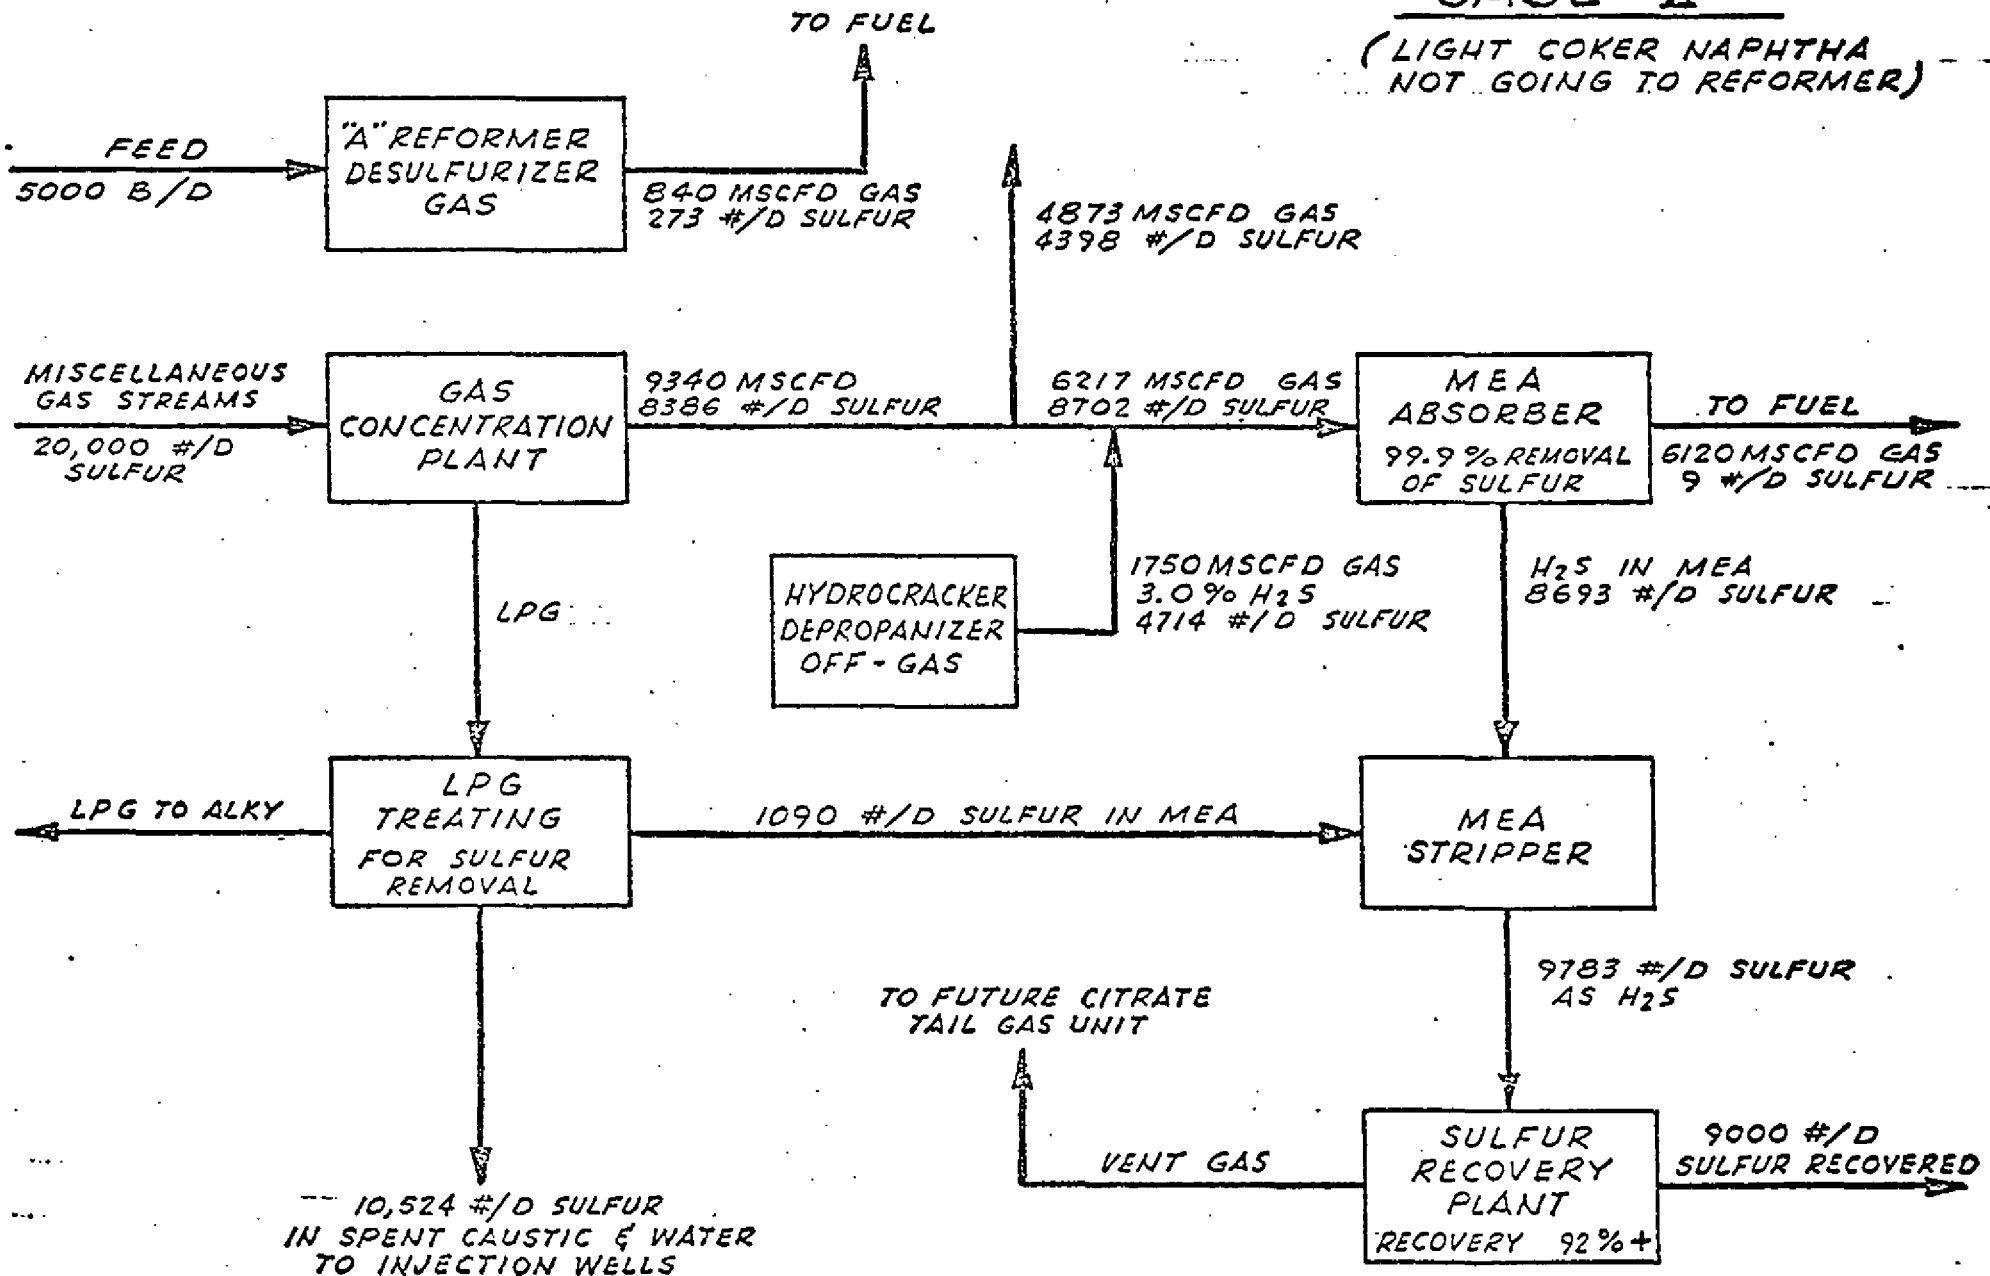 TO FUEL
(LIGHT COKER NAPHTHA
NOT GOING TO REFORMER)
FEED
5000 B/D
"A" REFORMER
DESULFURIZER
GAS
840 MSCFD GAS
273 #/D SULFUR
4873 MSCFD GAS
4398 #/D SULFUR
MISCELLANEOUS
GAS STREAMS
20,000 #/D
SULFUR
GAS
CONCENTRATION
PLANT
9340 MSCFD
8386 #/D SULFUR
6217 MSCFD GAS
8702 #/D SULFUR
MEA
ABSORBER
99.9% REMOVAL
OF SULFUR
TO FUEL
6120 MSCFD GAS
9 #/D SULFUR
LPG
HYDROCRACKER
DEPROPANIZER
OFF-GAS
1750 MSCFD GAS
3.0% H2S
4714 #/D SULFUR
H2S IN MEA
8693 #/D SULFUR
LPG TO ALKY
LPG
TREATING
FOR SULFUR
REMOVAL
1090 #/D SULFUR IN MEA
MEA
STRIPPER
9783 #/D SULFUR
AS H2S
TO FUTURE CITRATE
TAIL GAS UNIT
VENT GAS
SULFUR
RECOVERY
PLANT
RECOVERY 92%+
9000 #/D
SULFUR RECOVERED
10,524 #/D SULFUR
IN SPENT CAUSTIC & WATER
TO INJECTION WELLS